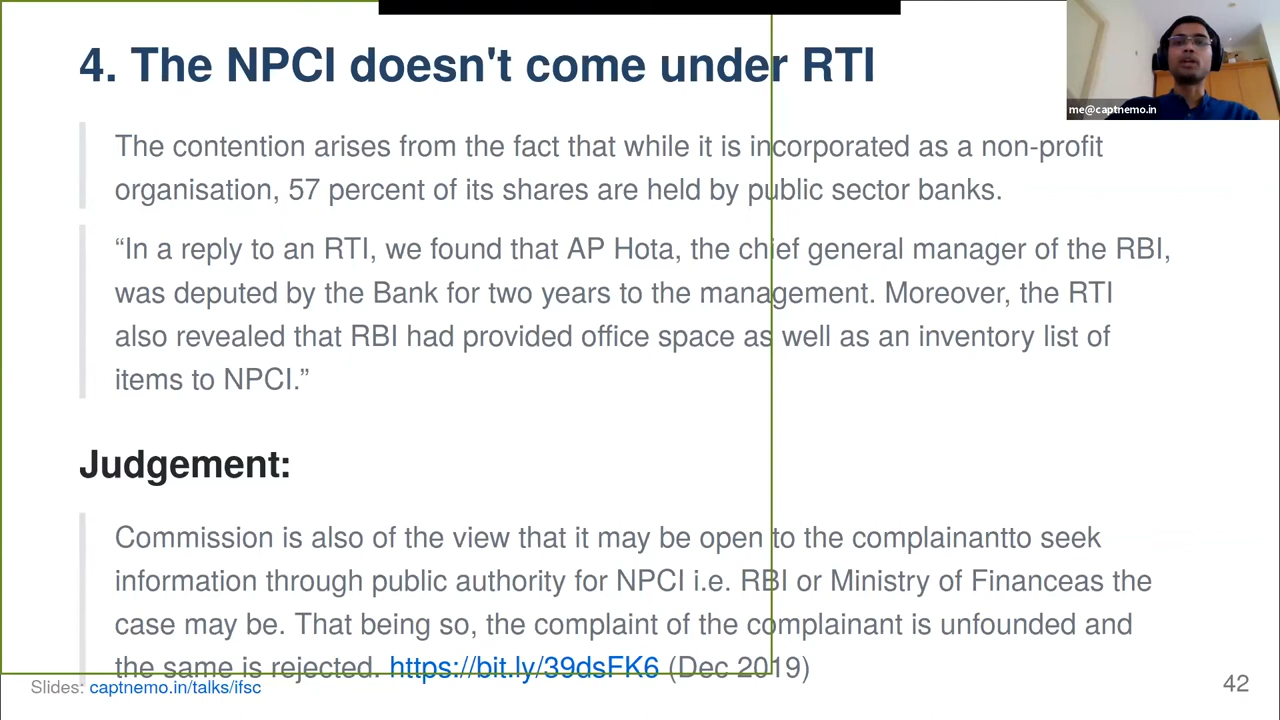 4. The NPCI doesn't come under RTI
me@captnemo.in
The contention arises from the fact that while it is incorporated as a non-profit
organisation, 57 percent of its shares are held by public sector banks.
“In a reply to an RTI, we found that AP Hota, the chief general manager of the RBI,
was deputed by the Bank for two years to the management. Moreover, the RTI
also revealed that RBI had provided office space as well as an inventory list of
items to NPCI.”
Judgement:
Commission is also of the view that it may be open to the complainantto seek
information through public authority for NPCI i.e. RBI or Ministry of Financeas the
case may be. That being so, the complaint of the complainant is unfounded and
the same is rejected. https://bit.ly/39dsFK6 (Dec 2019)
Slides: captnemo.in/talks/ifsc
42